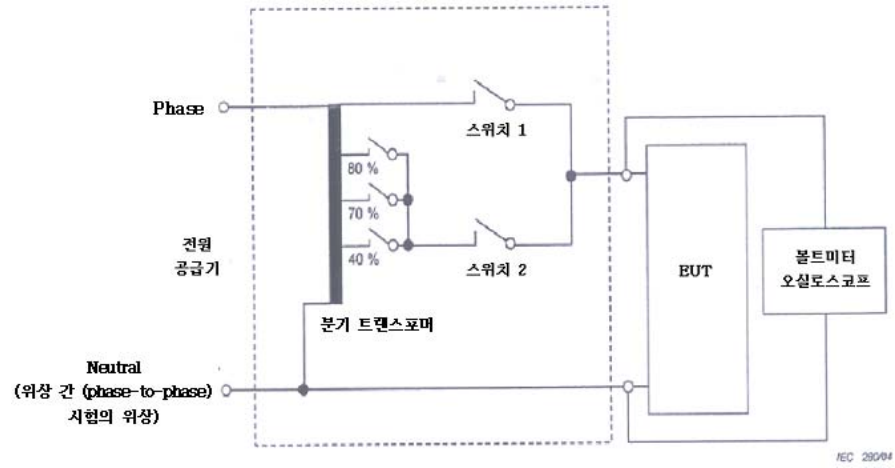 Phase
스위치 1
80 %
70 %
40 %
전원
공급기
스위치 2
분기 트랜스포머
EUT
볼트미터
오실로스코프
Neutral
(위상 간 (phase-to-phase)
시험의 위상)
IEC 280/04